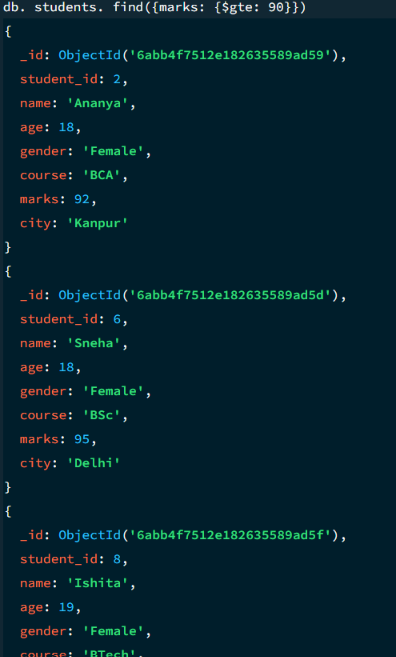 db. students. find({marks: {$gte: 90}})
{
  _id: ObjectId('6abb4f7512e182635589ad59'),
  student_id: 2,
  name: 'Ananya',
  age: 18,
  gender: 'Female',
  course: 'BCA',
  marks: 92,
  city: 'Kanpur'
}
{
  _id: ObjectId('6abb4f7512e182635589ad5d'),
  student_id: 6,
  name: 'Sneha',
  age: 18,
  gender: 'Female',
  course: 'BSc',
  marks: 95,
  city: 'Delhi'
}
{
  _id: ObjectId('6abb4f7512e182635589ad5f'),
  student_id: 8,
  name: 'Ishita',
  age: 19,
  gender: 'Female',
  course: 'BTech',